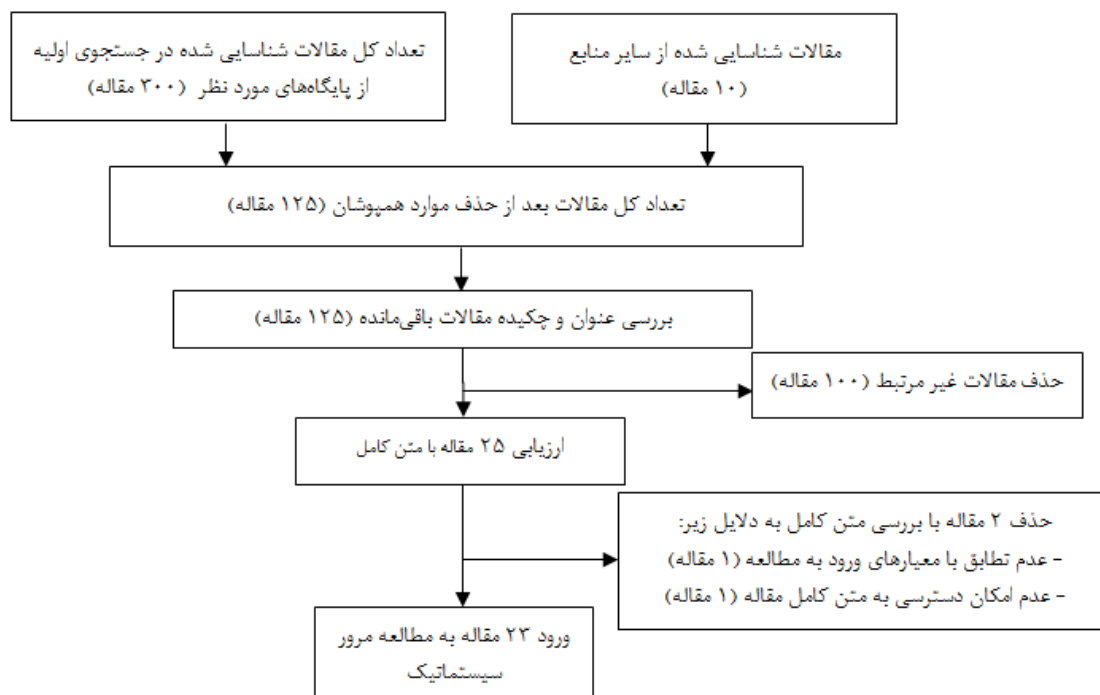 تعداد کل مقالات شناسایی شده در جستجوی اولیه
از پایگاه‌های مورد نظر (۳۰۰ مقاله)
مقالات شناسایی شده از سایر منابع
(۱۰ مقاله)
تعداد کل مقالات بعد از حذف موارد همپوشان (۱۲۵ مقاله)
بررسی عنوان و چکیده مقالات باقی‌مانده (۱۲۵ مقاله)
حذف مقالات غیر مرتبط (۱۰۰ مقاله)
ارزیابی ۲۵ مقاله با متن کامل
حذف ۲ مقاله با بررسی متن کامل به دلایل زیر:
- عدم تطابق با معیارهای ورود به مطالعه (۱ مقاله)
- عدم امکان دسترسی به متن کامل مقاله (۱ مقاله)
ورود ۲۳ مقاله به مطالعه مرور
سیستماتیک